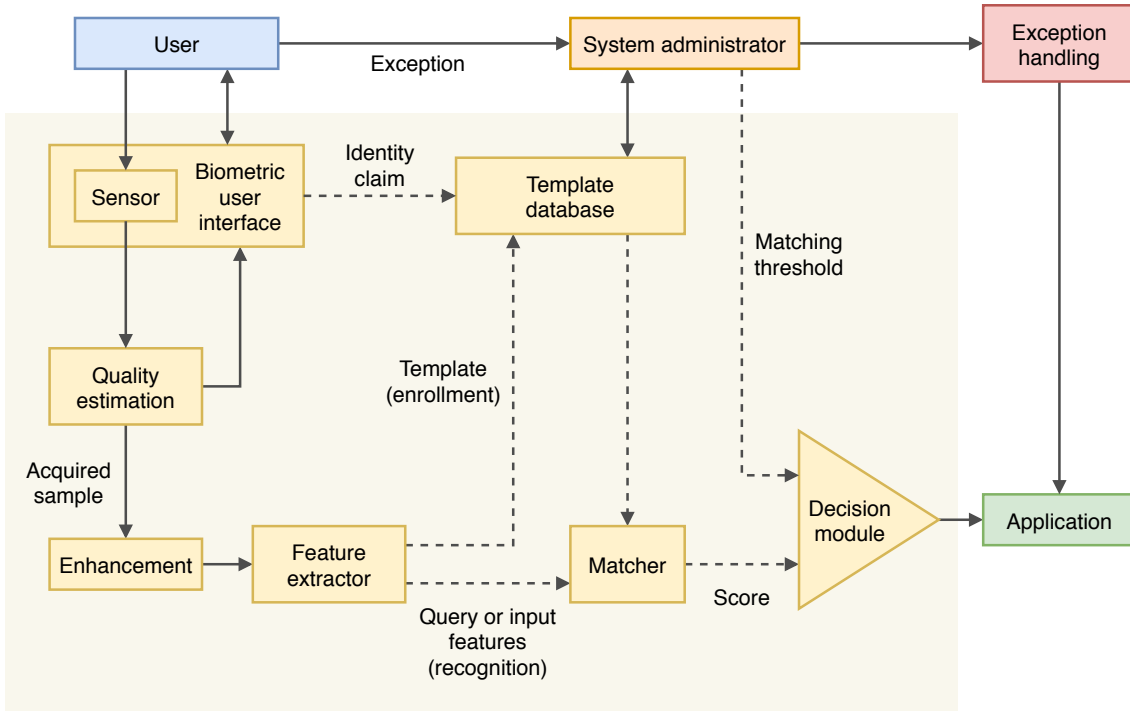 User
Exception
System administrator
Exception
handling
Sensor
Biometric
user
interface
Identity
claim
Template
database
Matching
threshold
Quality
estimation
Template
(enrollment)
Acquired
sample
Enhancement
Feature
extractor
Query or input
features
(recognition)
Matcher
Score
Decision
module
Application